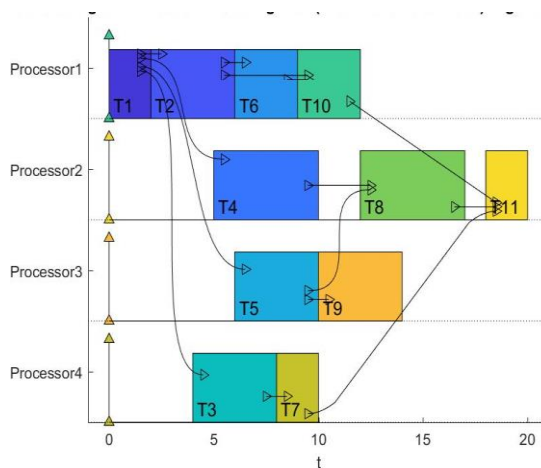 Processor1
T1 T2 T6 T10
Processor2
T4 T8 T11
Processor3
T5 T9
Processor4
T3 T7
0 5 10 15 20
t